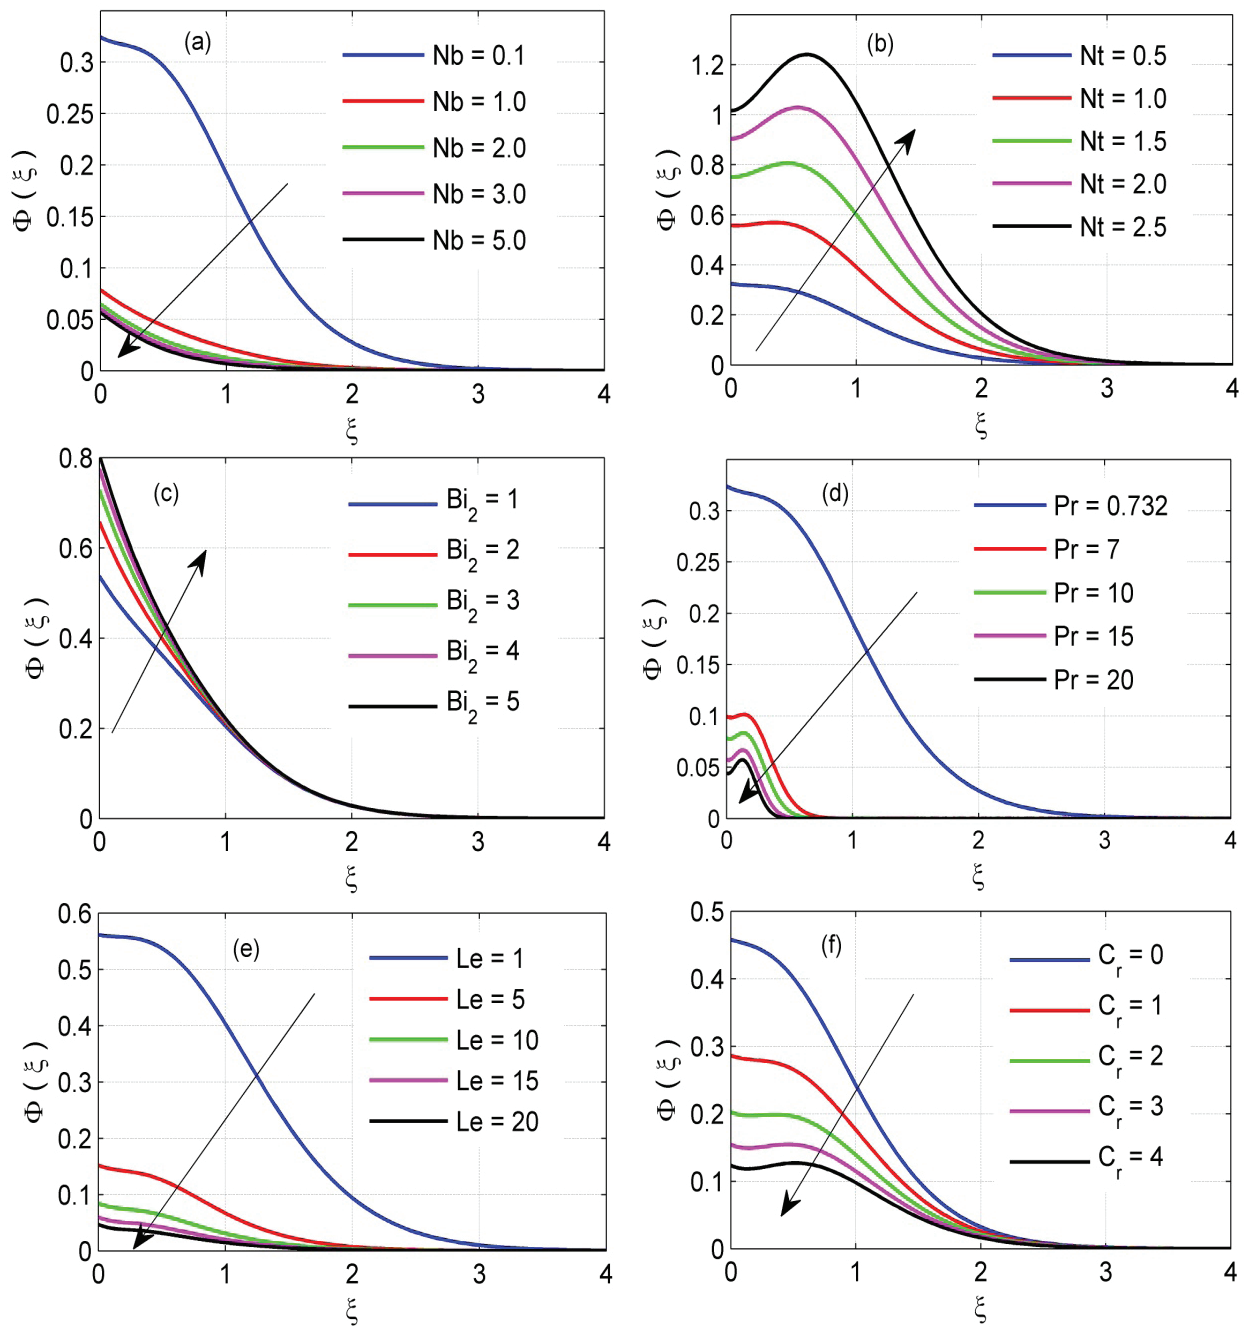 (a)
Nb = 0.1
Nb = 1.0
Nb = 2.0
Nb = 3.0
Nb = 5.0
0.3
0.25
0.2
0.15
0.1
0.05
0
0 1 2 3 4
Φ ( ξ )
ξ
(b)
Nt = 0.5
Nt = 1.0
Nt = 1.5
Nt = 2.0
Nt = 2.5
1.2
1
0.8
0.6
0.4
0.2
0
0 1 2 3 4
Φ ( ξ )
ξ
(c)
Bi2 = 1
Bi2 = 2
Bi2 = 3
Bi2 = 4
Bi2 = 5
0.8
0.6
0.4
0.2
0
0 1 2 3 4
Φ ( ξ )
ξ
(d)
Pr = 0.732
Pr = 7
Pr = 10
Pr = 15
Pr = 20
0.3
0.25
0.2
0.15
0.1
0.05
0
0 1 2 3 4
Φ ( ξ )
ξ
(e)
Le = 1
Le = 5
Le = 10
Le = 15
Le = 20
0.6
0.5
0.4
0.3
0.2
0.1
0
0 1 2 3 4
Φ ( ξ )
ξ
(f)
Cr = 0
Cr = 1
Cr = 2
Cr = 3
Cr = 4
0.5
0.4
0.3
0.2
0.1
0
0 1 2 3 4
Φ ( ξ )
ξ